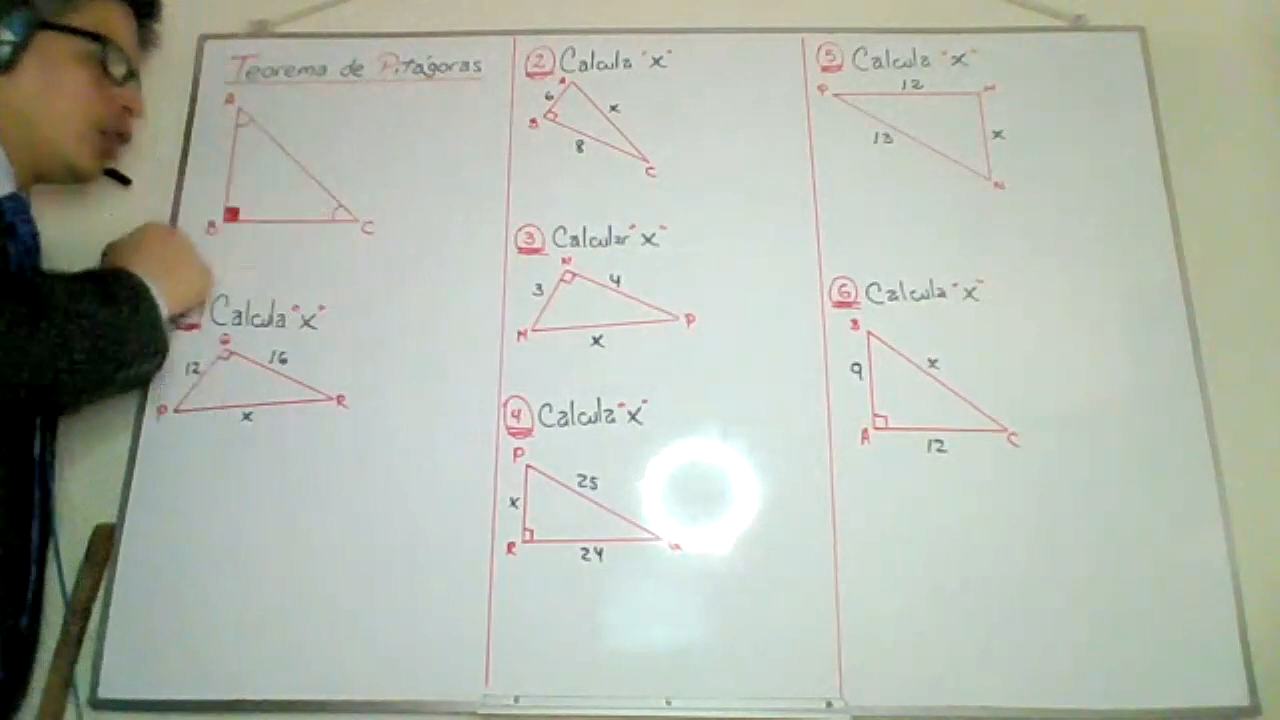 Teorema de Pitágoras
A
B
C
Calcula "x"
12
16
P
R
x
2 Calcula "x"
6
x
B
8
C
3 Calcular "x"
3
4
P
x
4 Calcula "x"
P
25
x
R
24
5 Calcula "x"
12
13
x
6 Calcula "x"
B
9
x
A
12
C